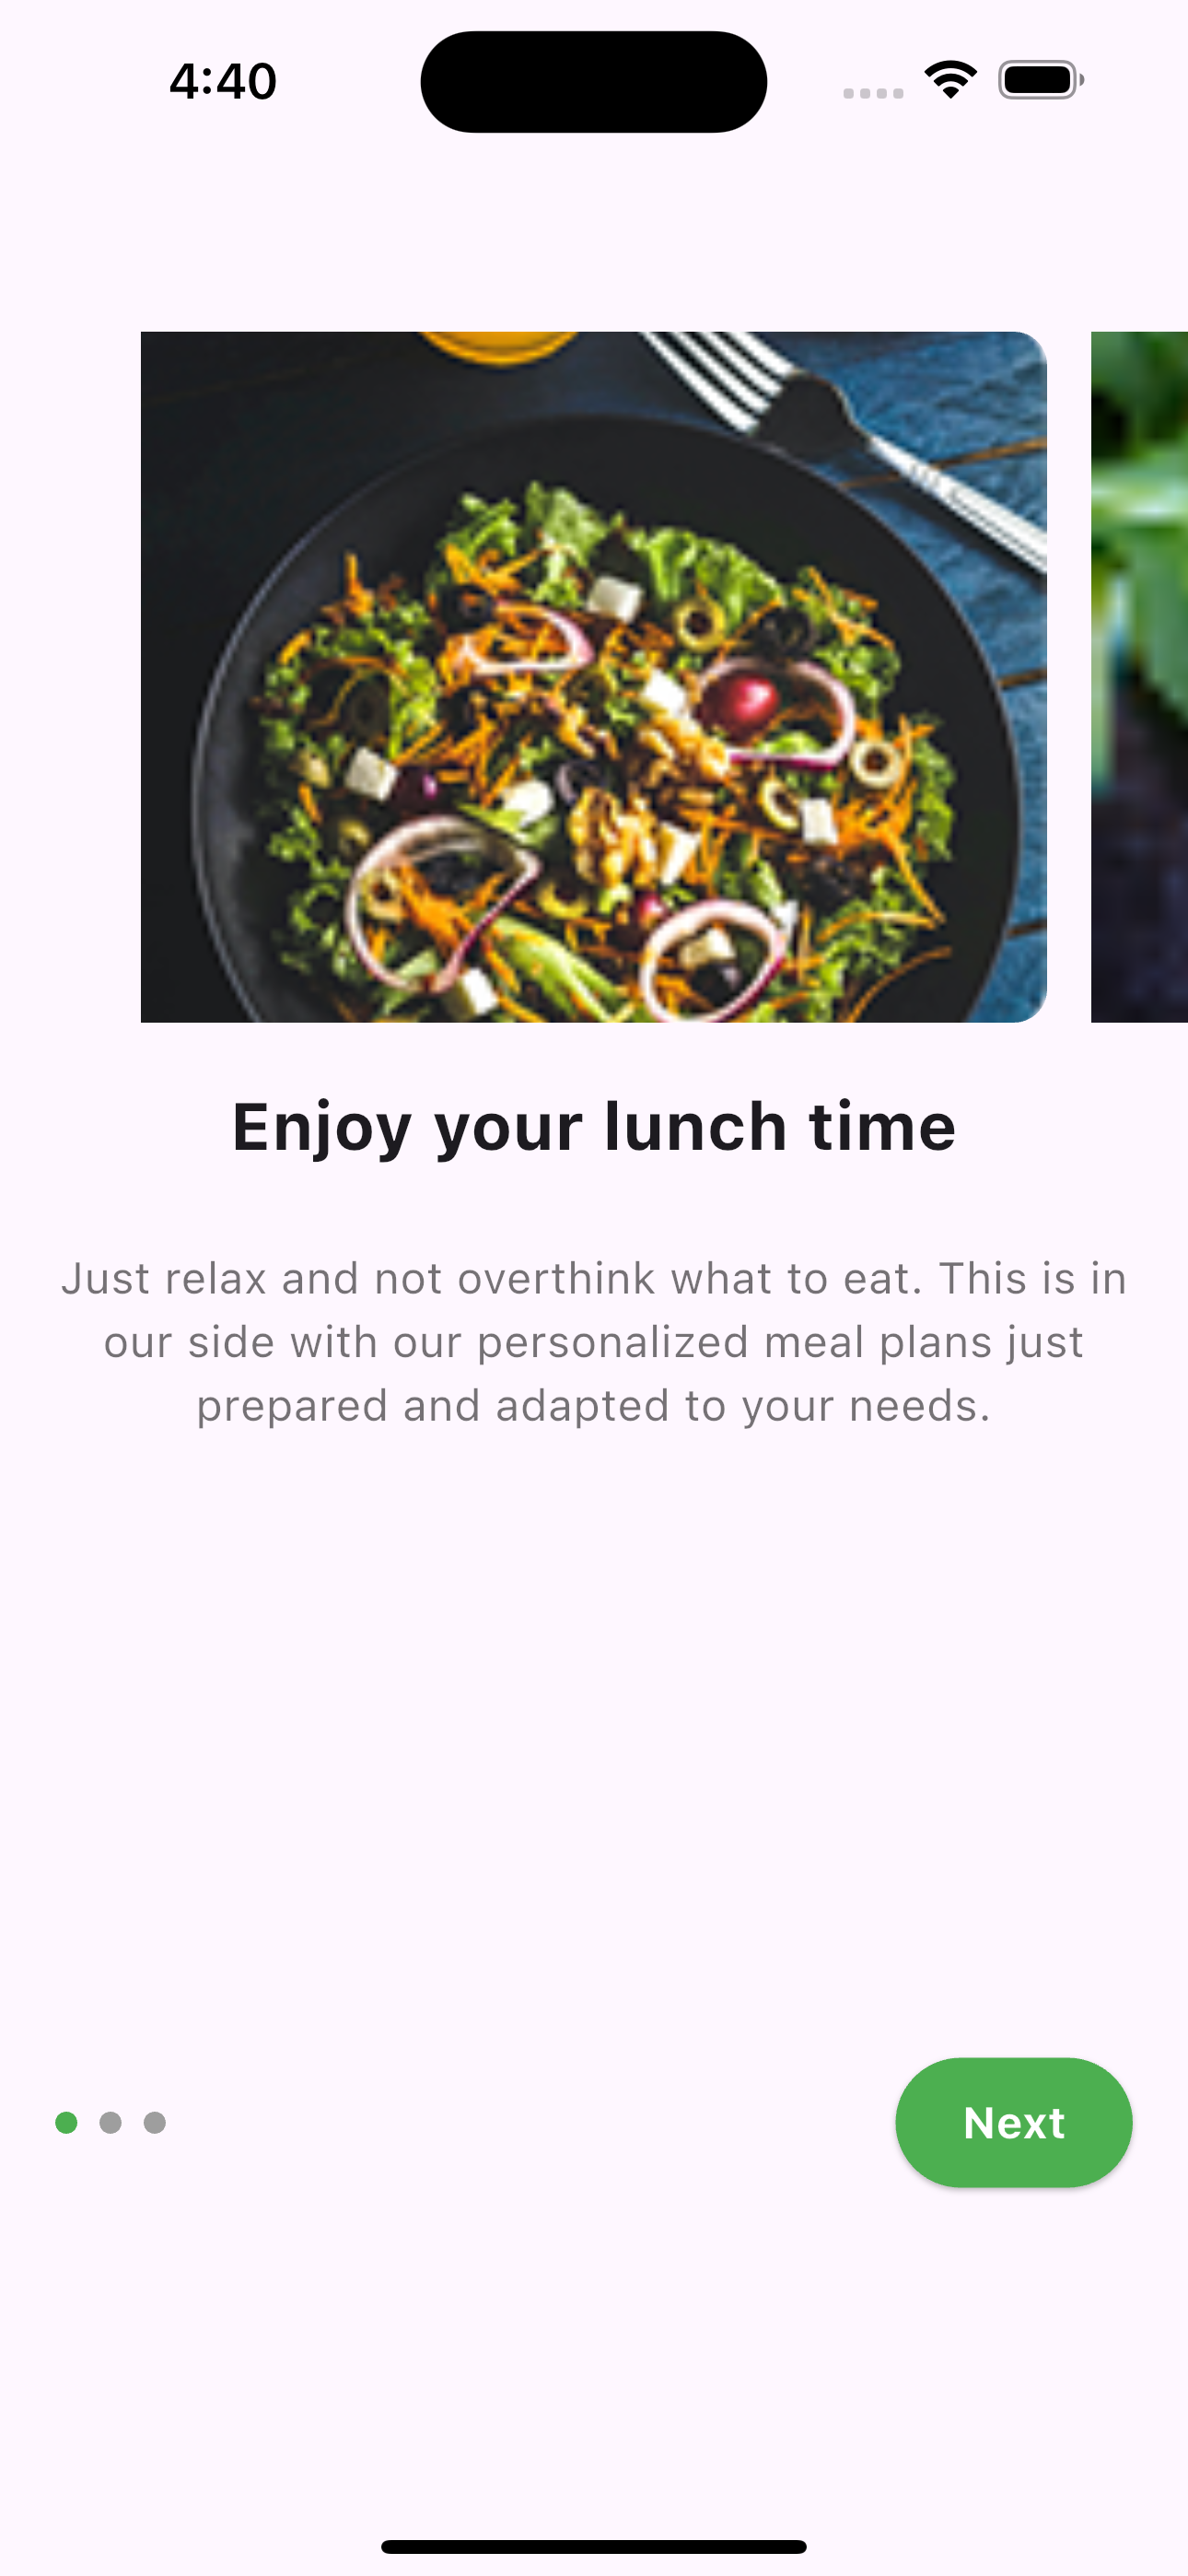 4:40
Enjoy your lunch time
Just relax and not overthink what to eat. This is in
our side with our personalized meal plans just
prepared and adapted to your needs.
Next